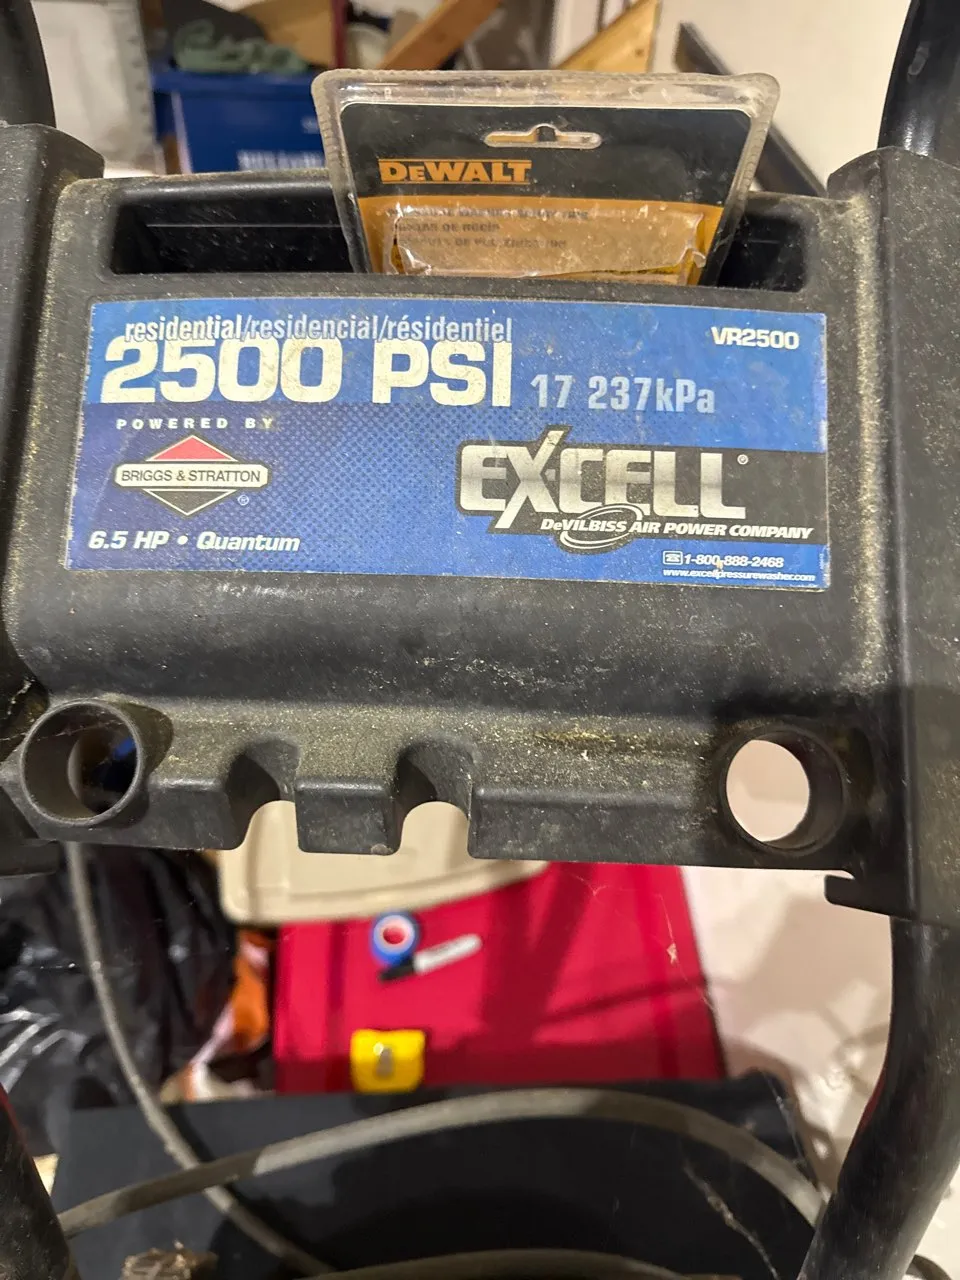 DEWALT
residential/residencial/résidentiel
2500 PSI 17 237kPa
VR2500
POWERED BY
BRIGGS & STRATTON
6.5 HP • Quantum
EXCELL®
DeVILBISS AIR POWER COMPANY
1-800-888-2468
www.excellpressurewasher.com